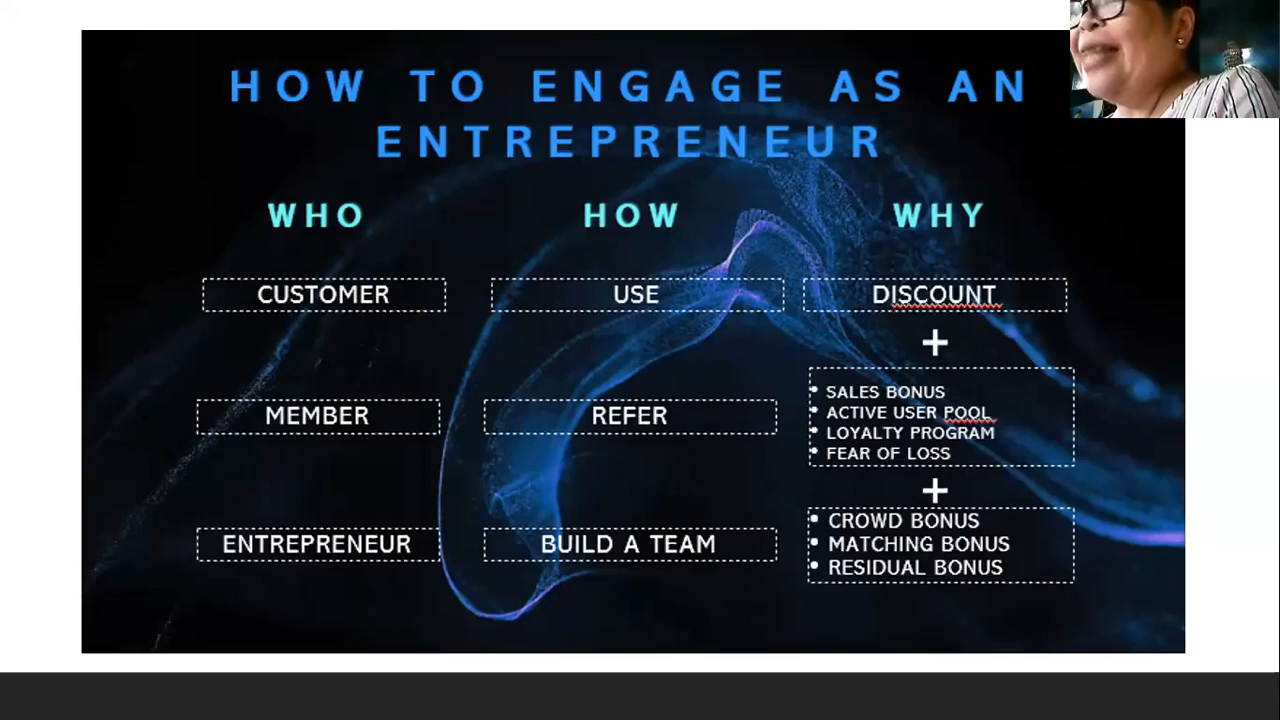 HOW TO ENGAGE AS AN
ENTREPRENEUR
WHO
HOW
WHY
CUSTOMER
USE
DISCOUNT
+
MEMBER
REFER
• SALES BONUS
• ACTIVE USER POOL
• LOYALTY PROGRAM
• FEAR OF LOSS
+
ENTREPRENEUR
BUILD A TEAM
• CROWD BONUS
• MATCHING BONUS
• RESIDUAL BONUS